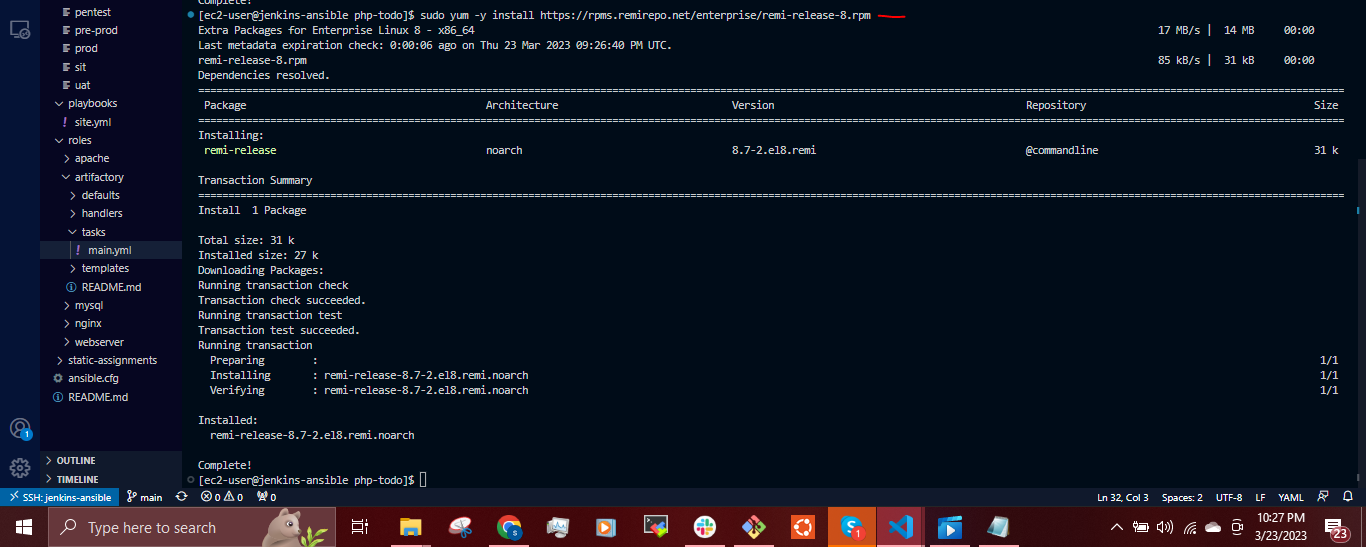 Complete!
[ec2-user@jenkins-ansible php-todo]$ sudo yum -y install https://rpms.remirepo.net/enterprise/remi-release-8.rpm
Extra Packages for Enterprise Linux 8 - x86_64 17 MB/s | 14 MB 00:00
Last metadata expiration check: 0:00:06 ago on Thu 23 Mar 2023 09:26:40 PM UTC.
remi-release-8.rpm 85 kB/s | 31 kB 00:00
Dependencies resolved.
Package Architecture Version Repository Size
Installing:
remi-release noarch 8.7-2.el8.remi @commandline 31 k
Transaction Summary
Install 1 Package
Total size: 31 k
Installed size: 27 k
Downloading Packages:
Running transaction check
Transaction check succeeded.
Running transaction test
Transaction test succeeded.
Running transaction
Preparing : 1/1
Installing : remi-release-8.7-2.el8.remi.noarch 1/1
Verifying : remi-release-8.7-2.el8.remi.noarch 1/1
Installed:
remi-release-8.7-2.el8.remi.noarch
Complete!
[ec2-user@jenkins-ansible php-todo]$
pentest
pre-prod
prod
sit
uat
playbooks
! site.yml
roles
apache
artifactory
defaults
handlers
tasks
! main.yml
templates
README.md
mysql
nginx
webserver
static-assignments
ansible.cfg
README.md
OUTLINE
TIMELINE
1
SSH: jenkins-ansible main 0 0 0 Ln 32, Col 3 Spaces: 2 UTF-8 LF YAML
Type here to search
S
1
10:27 PM
3/23/2023
23